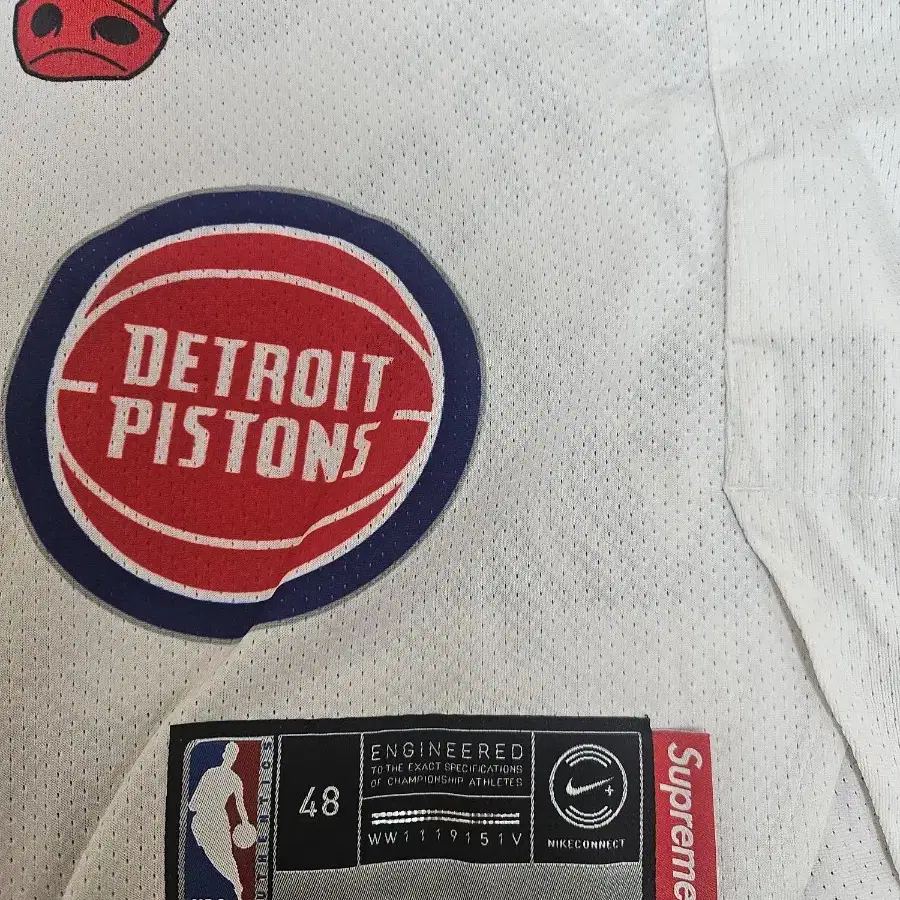 DETROIT
PISTONS
48
ENGINEERED
TO THE EXACT SPECIFICATIONS
OF CHAMPIONSHIP ATHLETES
WW1119151V
NIKECONNECT
Supreme